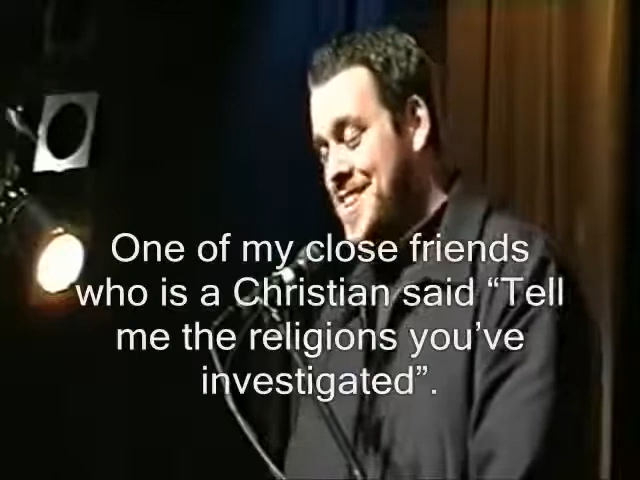 One of my close friends
who is a Christian said “Tell
me the religions you’ve
investigated”.